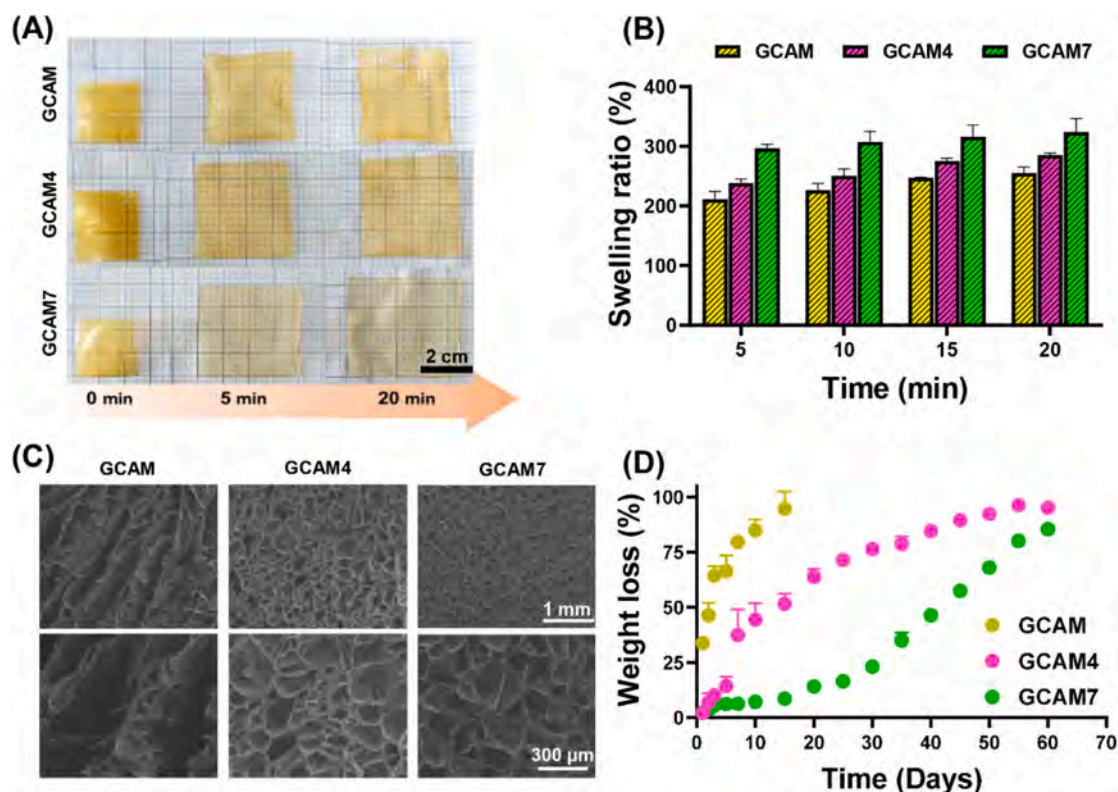 (A)
GCAM
GCAM4
GCAM7
2 cm
0 min 5 min 20 min
(B)
GCAM GCAM4 GCAM7
Swelling ratio (%)
400
300
200
100
0
5 10 15 20
Time (min)
(C)
GCAM GCAM4 GCAM7
1 mm
300 µm
(D)
Weight loss (%)
100
75
50
25
0
GCAM
GCAM4
GCAM7
0 10 20 30 40 50 60 70
Time (Days)